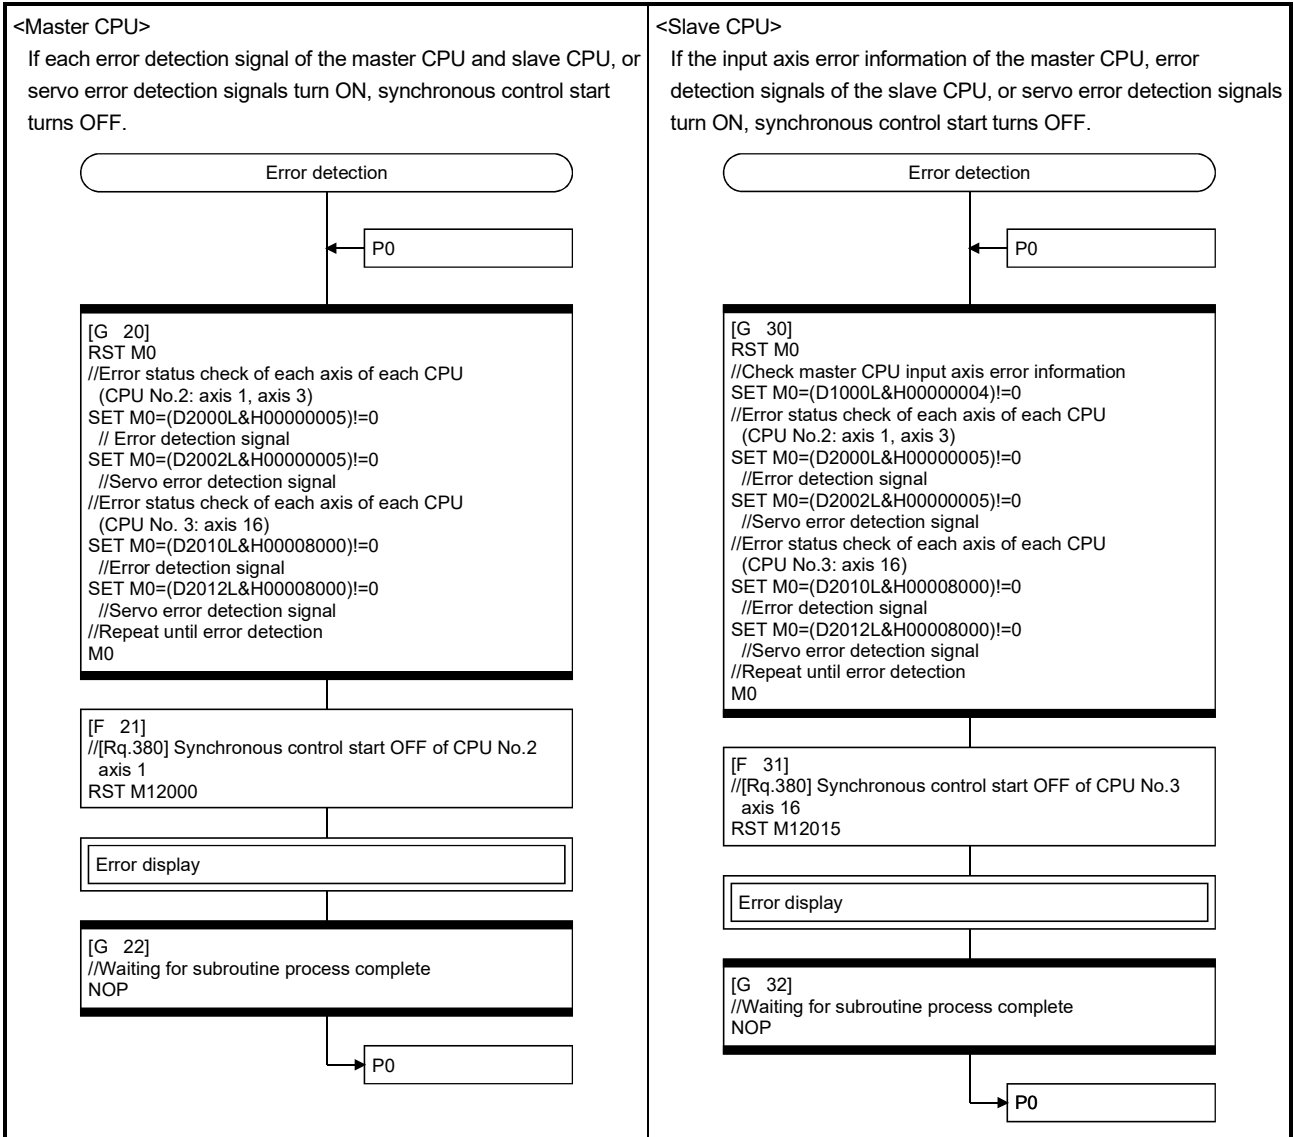 <Master CPU>
If each error detection signal of the master CPU and slave CPU, or
servo error detection signals turn ON, synchronous control start
turns OFF.
Error detection
P0
[G 20]
RST M0
//Error status check of each axis of each CPU
(CPU No.2: axis 1, axis 3)
SET M0=(D2000L&H00000005)!=0
// Error detection signal
SET M0=(D2002L&H00000005)!=0
//Servo error detection signal
//Error status check of each axis of each CPU
(CPU No. 3: axis 16)
SET M0=(D2010L&H00008000)!=0
//Error detection signal
SET M0=(D2012L&H00008000)!=0
//Servo error detection signal
//Repeat until error detection
M0
[F 21]
//[Rq.380] Synchronous control start OFF of CPU No.2
axis 1
RST M12000
Error display
[G 22]
//Waiting for subroutine process complete
NOP
P0
<Slave CPU>
If the input axis error information of the master CPU, error
detection signals of the slave CPU, or servo error detection signals
turn ON, synchronous control start turns OFF.
Error detection
P0
[G 30]
RST M0
//Check master CPU input axis error information
SET M0=(D1000L&H00000004)!=0
//Error status check of each axis of each CPU
(CPU No.2: axis 1, axis 3)
SET M0=(D2000L&H00000005)!=0
//Error detection signal
SET M0=(D2002L&H00000005)!=0
//Servo error detection signal
//Error status check of each axis of each CPU
(CPU No.3: axis 16)
SET M0=(D2010L&H00008000)!=0
//Error detection signal
SET M0=(D2012L&H00008000)!=0
//Servo error detection signal
//Repeat until error detection
M0
[F 31]
//[Rq.380] Synchronous control start OFF of CPU No.3
axis 16
RST M12015
Error display
[G 32]
//Waiting for subroutine process complete
NOP
P0